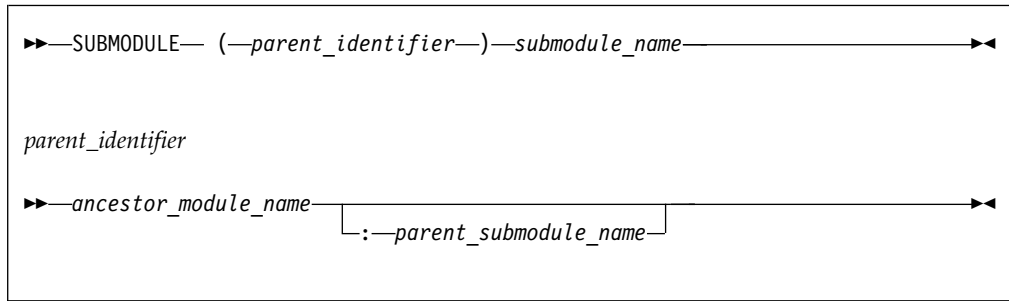 ►►—SUBMODULE— (—parent_identifier—)—submodule_name—►◄
parent_identifier
►►—ancestor_module_name—►◄
:—parent_submodule_name